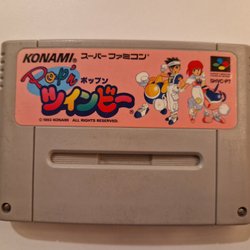 KONAMI スーパーファミコン
Pop'n ポップン
ツインビー
SHVC-P7
© 1993 KONAMI ALL RIGHTS RESERVED.